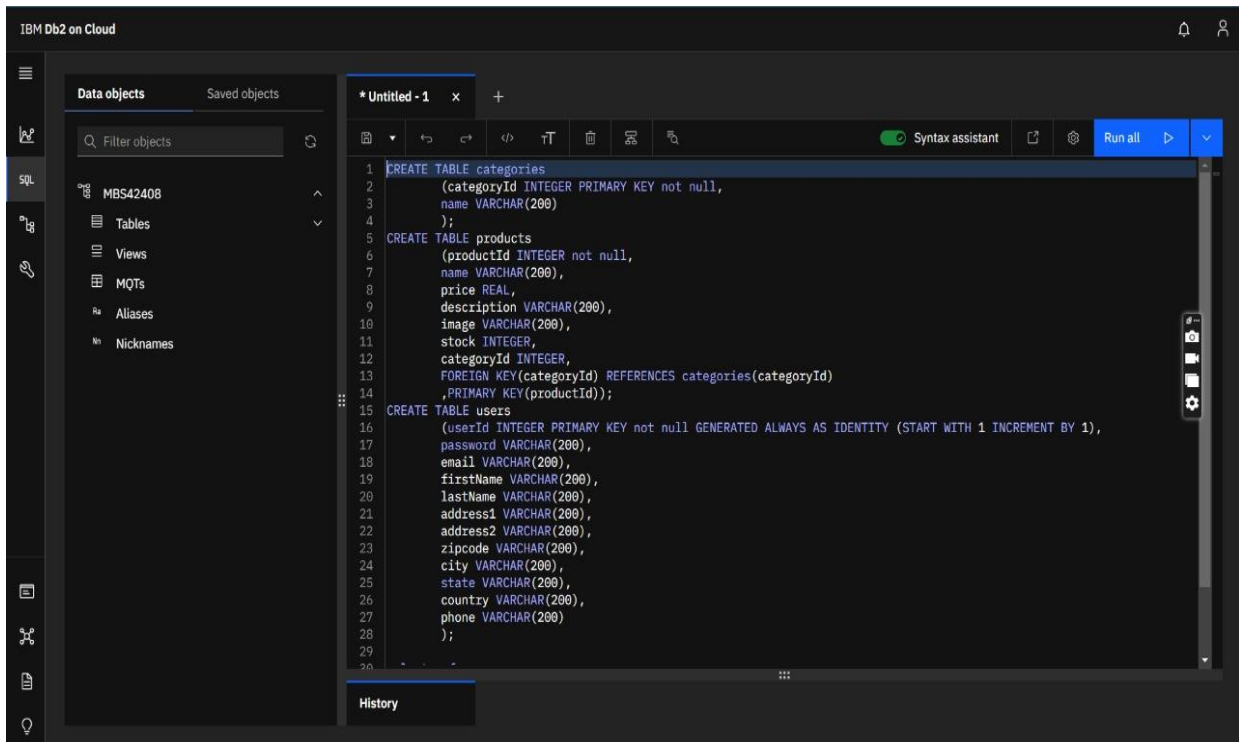 IBM Db2 on Cloud
Data objects
Saved objects
Filter objects
SQL
MBS42408
Tables
Views
MQTs
Ra Aliases
Nn Nicknames
* Untitled - 1 × +
</> TT Syntax assistant Run all
1 CREATE TABLE categories
2 (categoryId INTEGER PRIMARY KEY not null,
3 name VARCHAR(200)
4 );
5 CREATE TABLE products
6 (productId INTEGER not null,
7 name VARCHAR(200),
8 price REAL,
9 description VARCHAR(200),
10 image VARCHAR(200),
11 stock INTEGER,
12 categoryId INTEGER,
13 FOREIGN KEY(categoryId) REFERENCES categories(categoryId)
14 ,PRIMARY KEY(productId));
15 CREATE TABLE users
16 (userId INTEGER PRIMARY KEY not null GENERATED ALWAYS AS IDENTITY (START WITH 1 INCREMENT BY 1),
17 password VARCHAR(200),
18 email VARCHAR(200),
19 firstName VARCHAR(200),
20 lastName VARCHAR(200),
21 address1 VARCHAR(200),
22 address2 VARCHAR(200),
23 zipcode VARCHAR(200),
24 city VARCHAR(200),
25 state VARCHAR(200),
26 country VARCHAR(200),
27 phone VARCHAR(200)
28 );
29
30
History